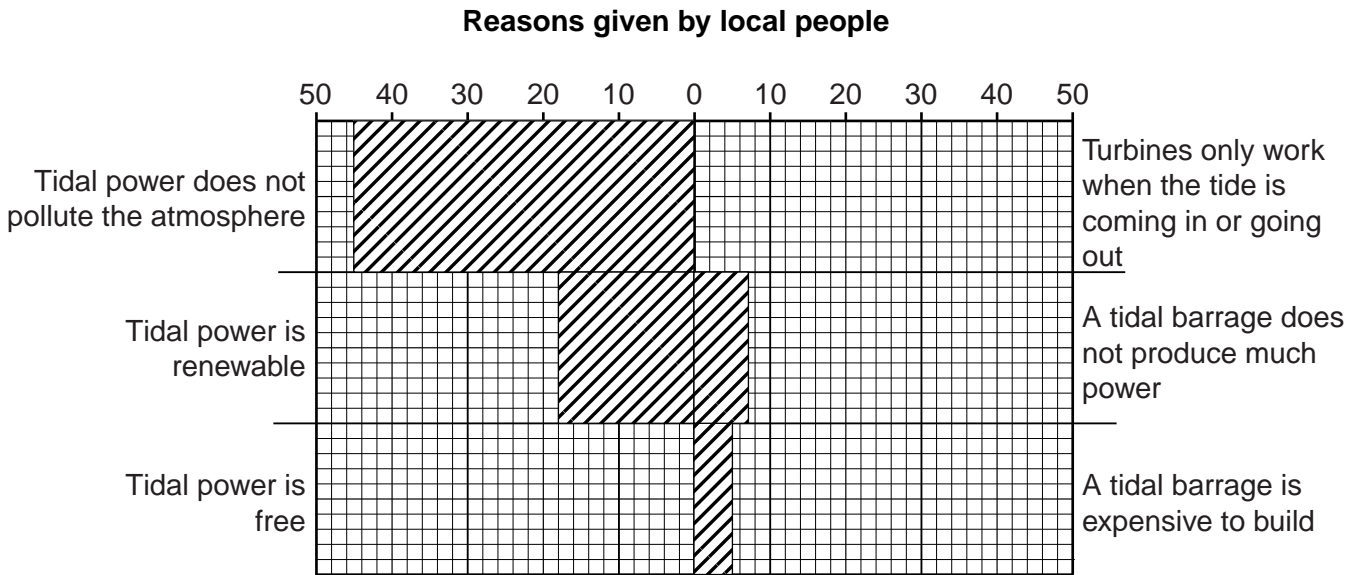 Reasons given by local people
50 40 30 20 10 0 10 20 30 40 50
Tidal power does not
pollute the atmosphere
Turbines only work
when the tide is
coming in or going
out
Tidal power is
renewable
A tidal barrage does
not produce much
power
Tidal power is
free
A tidal barrage is
expensive to build